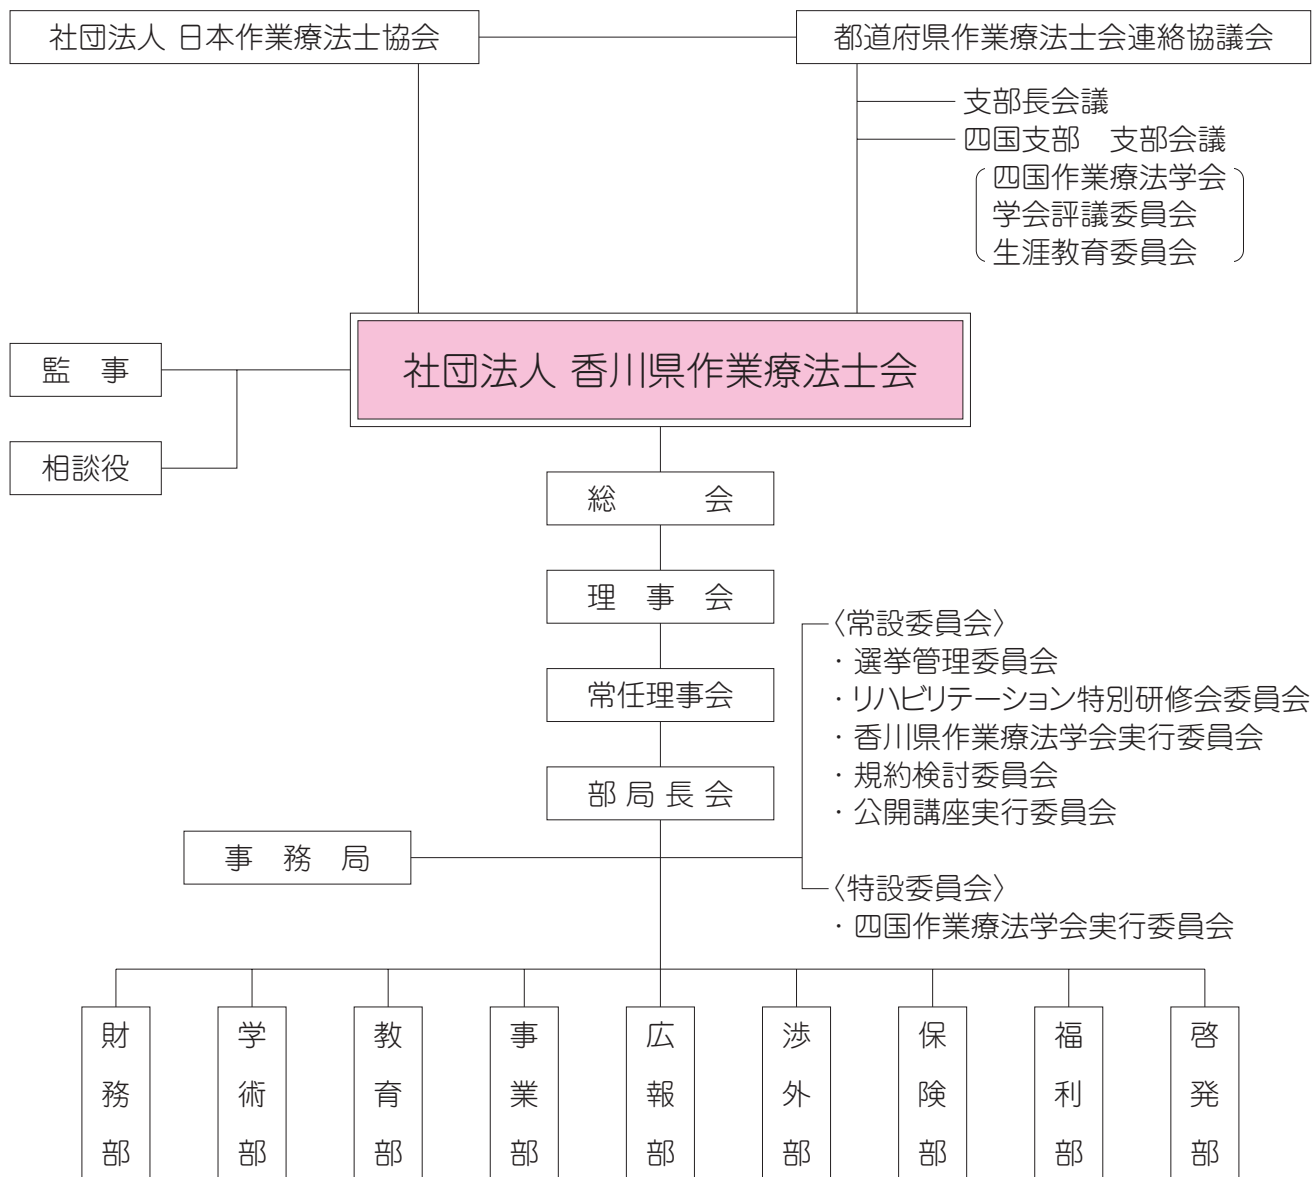 社団法人 日本作業療法士協会
都道府県作業療法士会連絡協議会
支部長会議
四国支部　支部会議
四国作業療法学会
学会評議委員会
生涯教育委員会
社団法人 香川県作業療法士会
監　事
相談役
総　　会
理　事　会
常任理事会
部 局 長 会
事　務　局
〈常設委員会〉
・選挙管理委員会
・リハビリテーション特別研修会委員会
・香川県作業療法学会実行委員会
・規約検討委員会
・公開講座実行委員会
〈特設委員会〉
・四国作業療法学会実行委員会
財務部
学術部
教育部
事業部
広報部
渉外部
保険部
福利部
啓発部